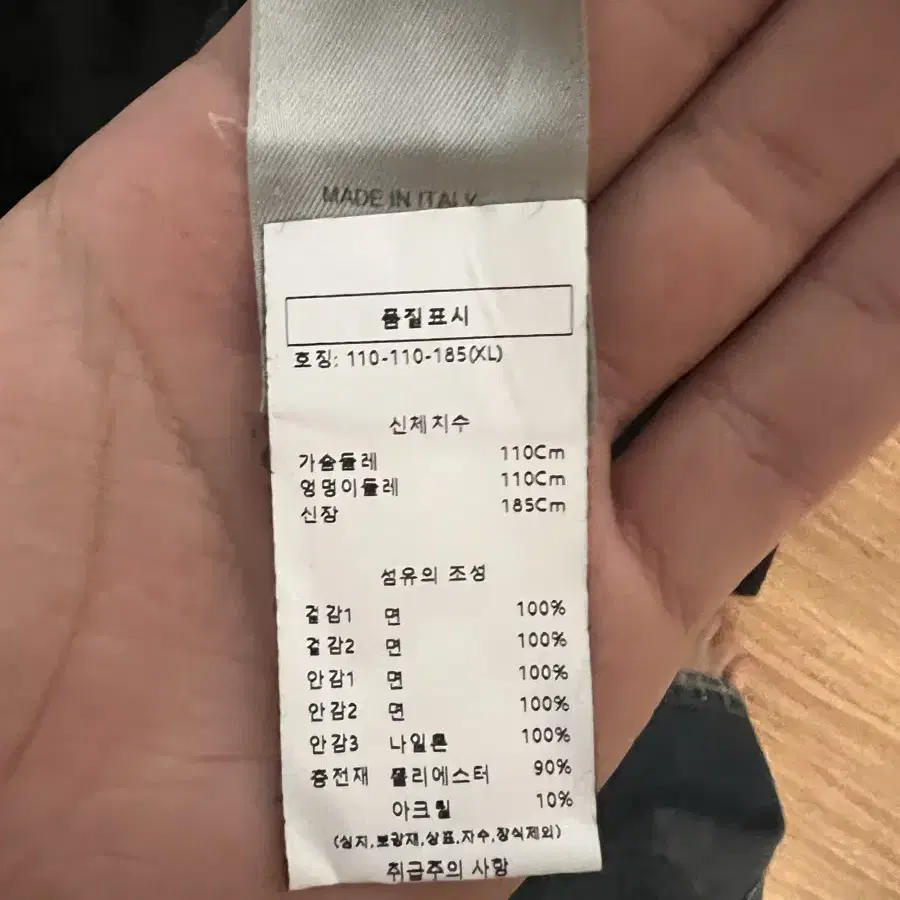 MADE IN ITALY
품질표시
호징: 110-110-185(XL)
신체치수
가슴둘레 110Cm
엉덩이둘레 110Cm
신장 185Cm
섬유의 조성
겉감1 면 100%
겉감2 면 100%
안감1 면 100%
안감2 면 100%
안감3 나일론 100%
충전재 폴리에스터 90%
아크릴 10%
(심지,보강재,상표,자수,장식제외)
취급주의 사항